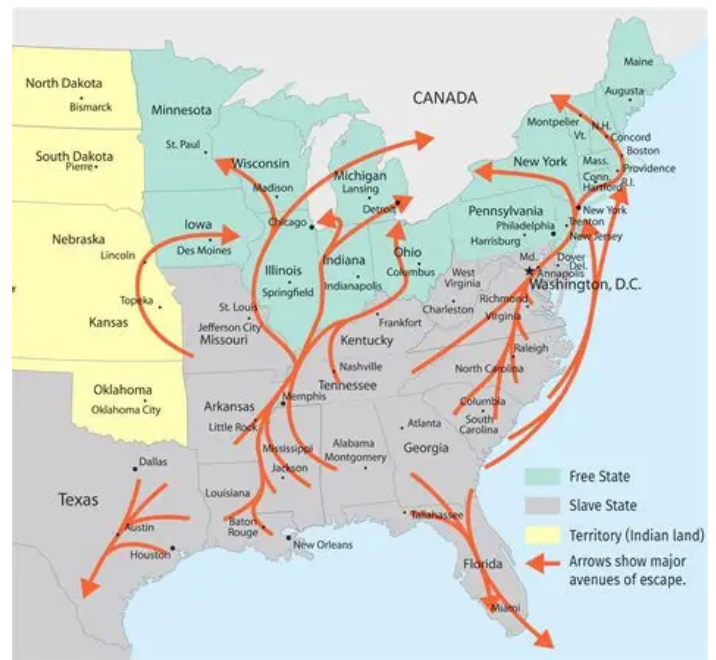 Maine
Augusta
CANADA
North Dakota
Bismarck
Minnesota
Montpelier
Vt.
N.H.
Concord
St. Paul
Boston
South Dakota
Pierre
Wisconsin
Michigan
Lansing
New York
Mass.
Providence
Conn.
R.I.
Hartford
Madison
Detroit
Pennsylvania
New York
Iowa
Chicago
Philadelphia
Trenton
Nebraska
Des Moines
Harrisburg
New Jersey
Lincoln
Indiana
Ohio
Columbus
Md.
Dover
Del.
Illinois
West
Virginia
Annapolis
Indianapolis
Washington, D.C.
Springfield
Topeka
St. Louis
Richmond
Charleston
Virginia
Kansas
Jefferson City
Missouri
Frankfort
Kentucky
Raleigh
Nashville
North Carolina
Tennessee
Oklahoma
Oklahoma City
Memphis
Arkansas
Columbia
Little Rock
South
Carolina
Atlanta
Mississippi
Alabama
Montgomery
Georgia
Dallas
Jackson
Texas
Louisiana
Free State
Slave State
Tallahassee
Baton
Rouge
Austin
Territory (Indian land)
New Orleans
Houston
Florida
Arrows show major
avenues of escape.
Miami